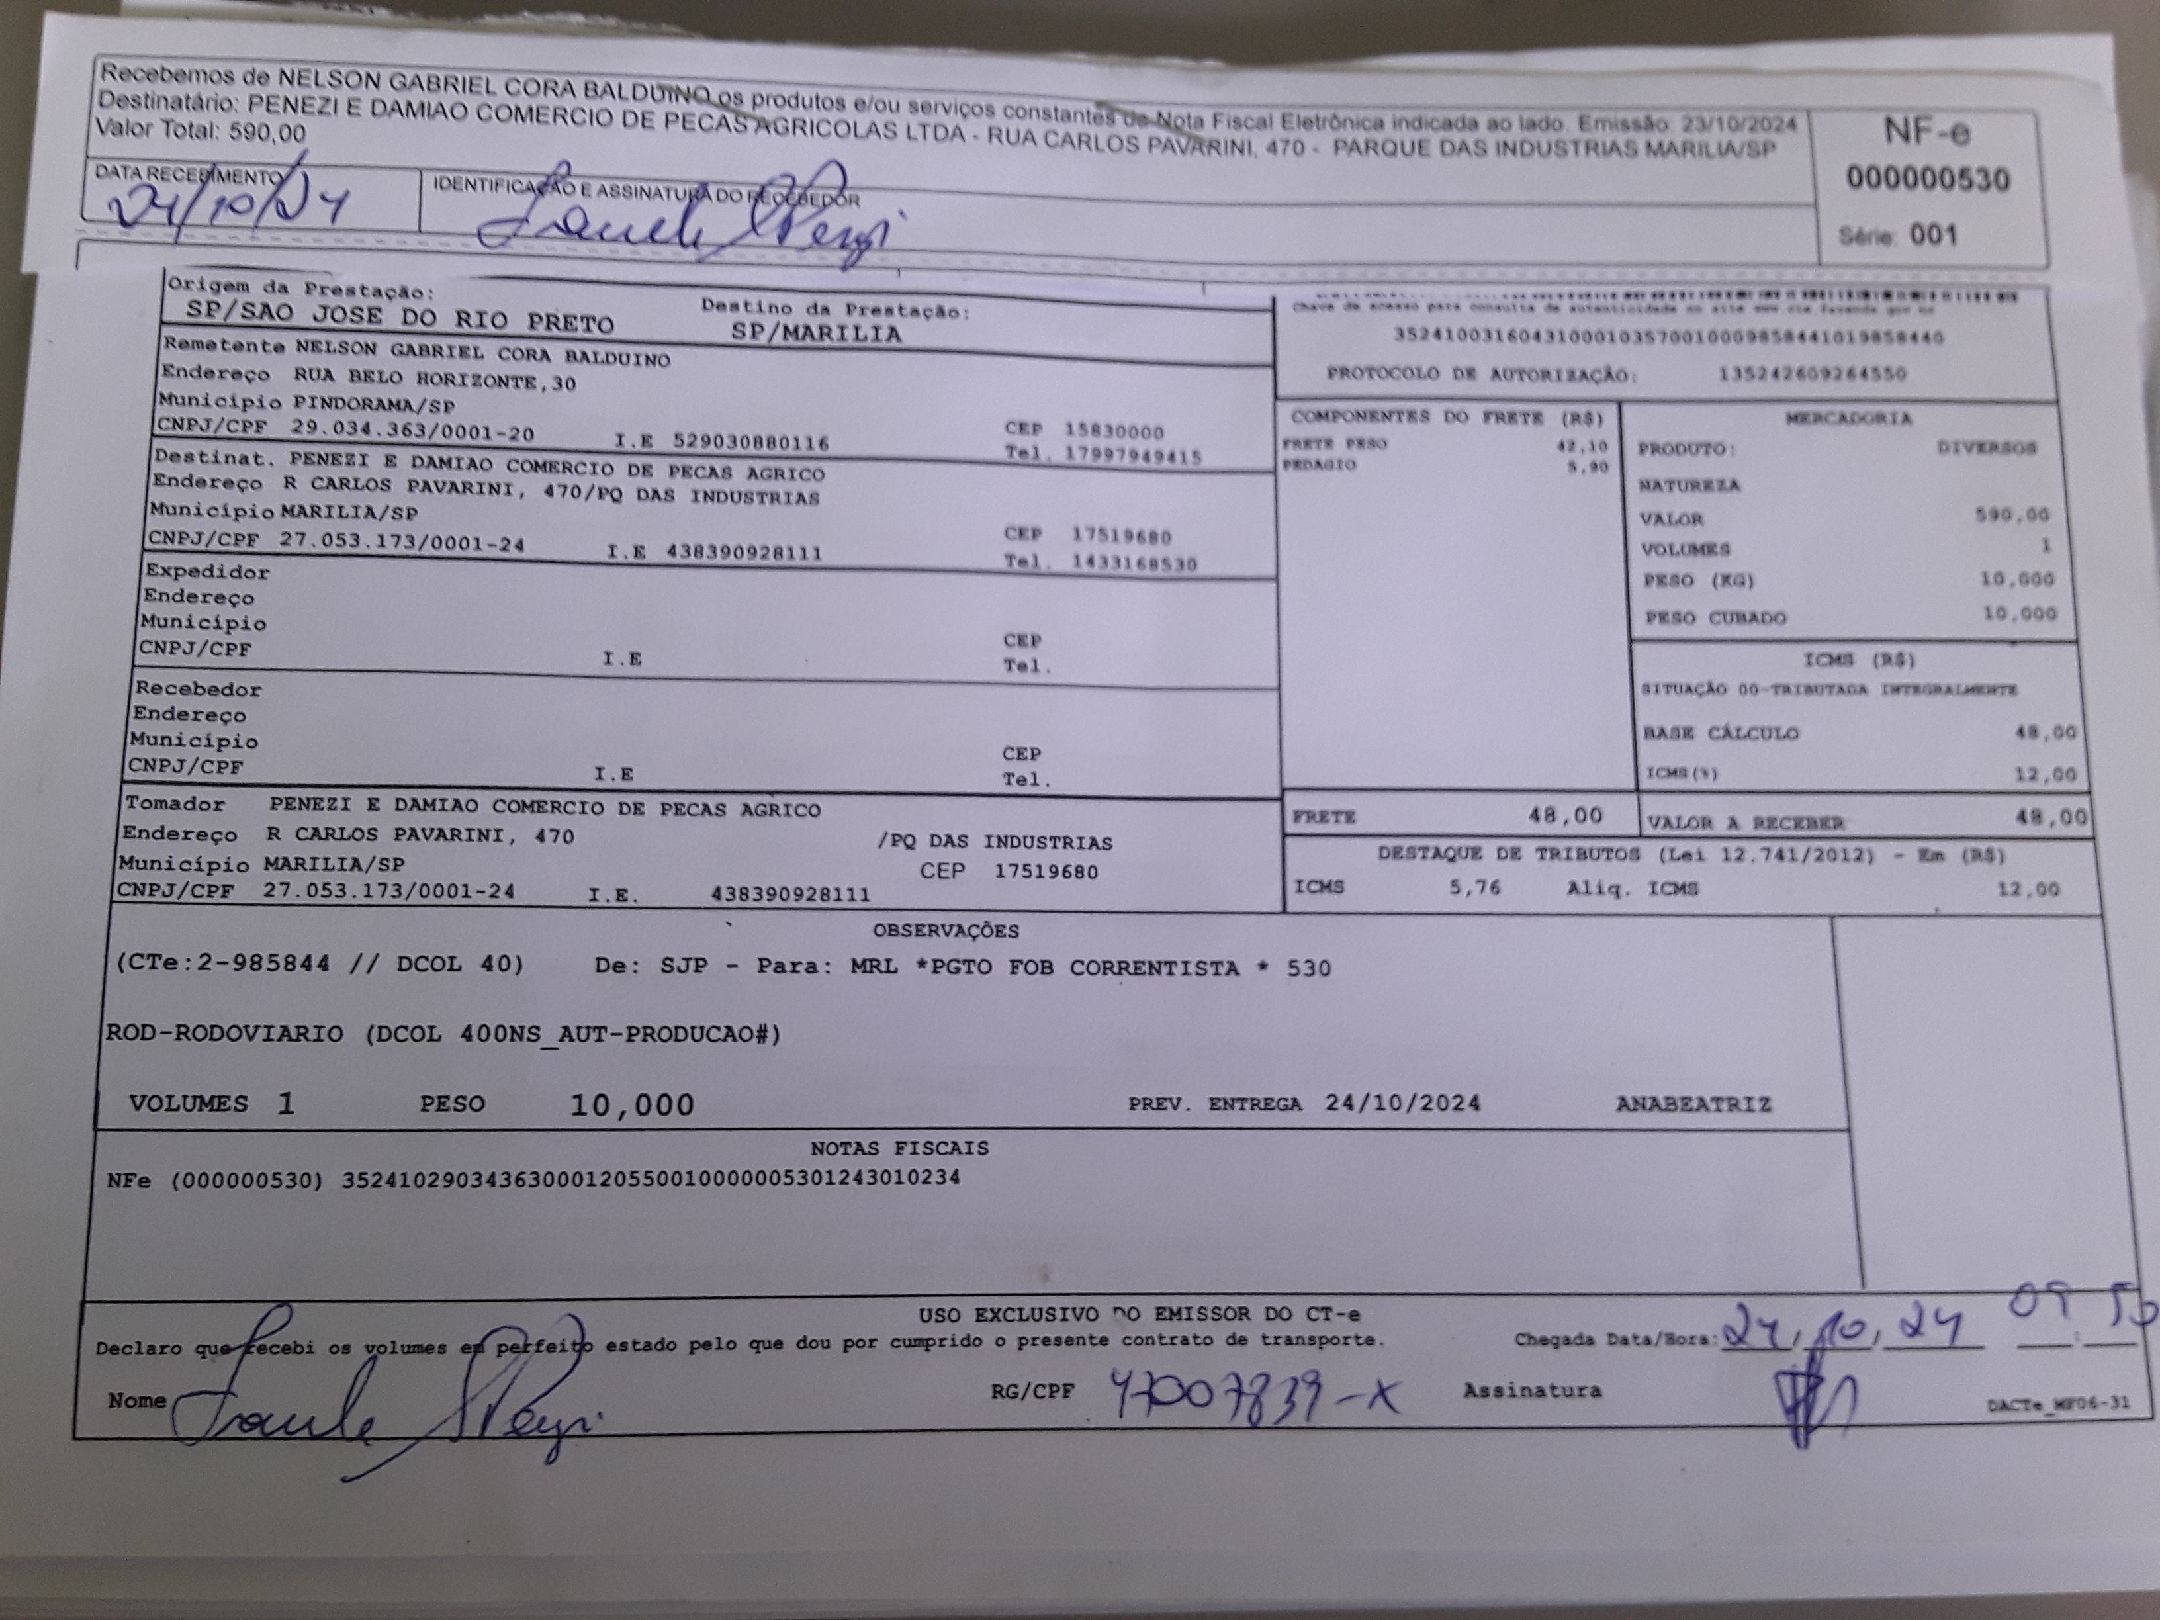 Recebemos de NELSON GABRIEL CORA BALDUINO os produtos e/ou serviços constantes da Nota Fiscal Eletrônica indicada ao lado. Emissão: 23/10/2024
Destinatário: PENEZI E DAMIAO COMERCIO DE PECAS AGRICOLAS LTDA - RUA CARLOS PAVARINI, 470 - PARQUE DAS INDUSTRIAS MARILIA/SP
Valor Total: 590,00
NF-e
000000530
Série: 001
DATA RECEBIMENTO
24/10/24
IDENTIFICAÇÃO E ASSINATURA DO RECEBEDOR
Origem da Prestação:
SP/SAO JOSE DO RIO PRETO
Destino da Prestação:
SP/MARILIA
Remetente NELSON GABRIEL CORA BALDUINO
Endereço RUA BELO HORIZONTE,30
Município PINDORAMA/SP
CEP 15830000
CNPJ/CPF 29.034.363/0001-20 I.E 529030880116 Tel. 17997949415
Destinat. PENEZI E DAMIAO COMERCIO DE PECAS AGRICO
Endereço R CARLOS PAVARINI, 470/PQ DAS INDUSTRIAS
Município MARILIA/SP CEP 17519680
CNPJ/CPF 27.053.173/0001-24 I.E 438390928111 Tel. 1433168530
Expedidor
Endereço
Município CEP
CNPJ/CPF I.E Tel.
Recebedor
Endereço
Município CEP
CNPJ/CPF I.E Tel.
Tomador PENEZI E DAMIAO COMERCIO DE PECAS AGRICO
Endereço R CARLOS PAVARINI, 470 /PQ DAS INDUSTRIAS
Município MARILIA/SP CEP 17519680
CNPJ/CPF 27.053.173/0001-24 I.E. 438390928111
Chave de acesso para consulta de autenticidade no site www.cte.fazenda.gov.br
35241003160431000103570010009858441019858440
PROTOCOLO DE AUTORIZAÇÃO: 135242609264550
COMPONENTES DO FRETE (R$)
FRETE PESO 42,10
PEDAGIO 5,90
MERCADORIA
PRODUTO: DIVERSOS
NATUREZA
VALOR 590,00
VOLUMES 1
PESO (KG) 10,000
PESO CUBADO 10,000
ICMS (R$)
SITUAÇÃO 00-TRIBUTADA INTEGRALMENTE
BASE CÁLCULO 48,00
ICMS(%) 12,00
FRETE 48,00 VALOR A RECEBER 48,00
DESTAQUE DE TRIBUTOS (Lei 12.741/2012) - Em (R$)
ICMS 5,76 Aliq. ICMS 12,00
OBSERVAÇÕES
(CTe:2-985844 // DCOL 40) De: SJP - Para: MRL *PGTO FOB CORRENTISTA * 530
ROD-RODOVIARIO (DCOL 400NS_AUT-PRODUCAO#)
VOLUMES 1 PESO 10,000 PREV. ENTREGA 24/10/2024 ANABEATRIZ
NOTAS FISCAIS
NFe (000000530) 35241029034363000120550010000005301243010234
USO EXCLUSIVO DO EMISSOR DO CT-e
Declaro que recebi os volumes em perfeito estado pelo que dou por cumprido o presente contrato de transporte. Chegada Data/Hora: 24/10/24
Nome RG/CPF 47007839-X Assinatura
DACTe_MF06-31